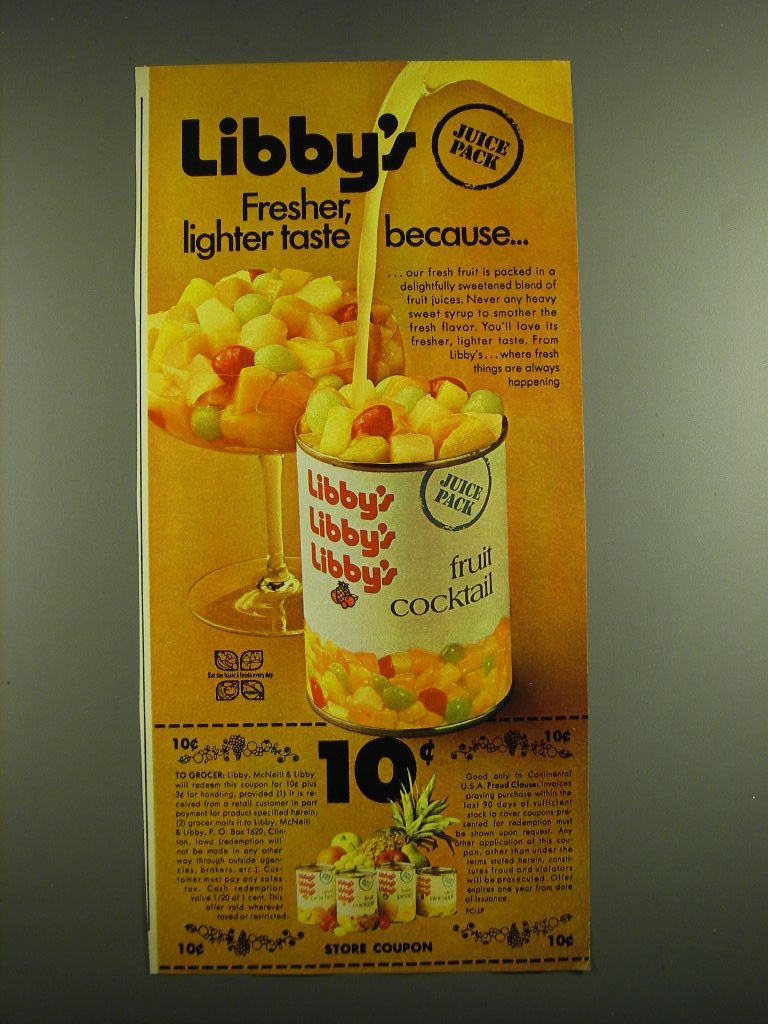 Libby's
JUICE
PACK
Fresher,
lighter taste because...
...our fresh fruit is packed in a
delightfully sweetened blend of
fruit juices. Never any heavy
sweet syrup to smother the
fresh flavor. You'll love its
fresher, lighter taste. From
Libby's...where fresh
things are always
happening
JUICE
PACK
Libby's
Libby's
Libby's
fruit
cocktail
Eat the basic 4 foods every day.
10¢
10¢
10¢
TO GROCER: Libby, McNeill & Libby
will redeem this coupon for 10¢ plus
3¢ for handling, provided (1) it is re-
ceived from a retail customer in part
payment for product specified herein;
(2) grocer mails it to Libby, McNeill
& Libby, P. O. Box 1620, Clin-
ton, Iowa (redemption will
not be made in any other
way through outside agen-
cies, brokers, etc.). Cus-
tomer must pay any sales
tax. Cash redemption
value 1/20 of 1 cent. This
offer void wherever
taxed or restricted.
Good only in Continental
U.S.A. Fraud Clause: Invoices
proving purchase within the
last 90 days of sufficient
stock to cover coupons pre-
sented for redemption must
be shown upon request. Any
other application of this cou-
pon, other than under the
terms stated herein, consti-
tutes fraud and violators
will be prosecuted. Offer
expires one year from date
of issuance.
10¢
STORE COUPON
10¢